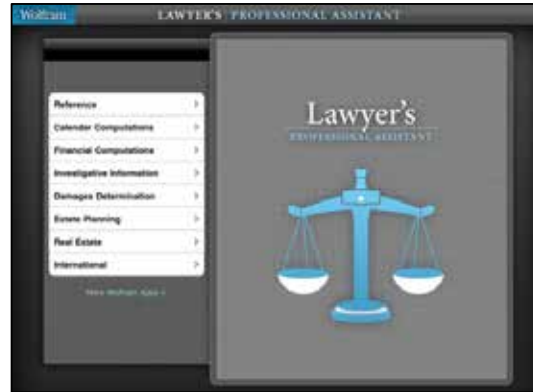 Wolfram
LAWYER'S PROFESSIONAL ASSISTANT
Reference
Calendar Computations
Financial Computations
Investigative Information
Damages Determination
Estate Planning
Real Estate
International
More Wolfram Apps >
Lawyer's
PROFESSIONAL ASSISTANT